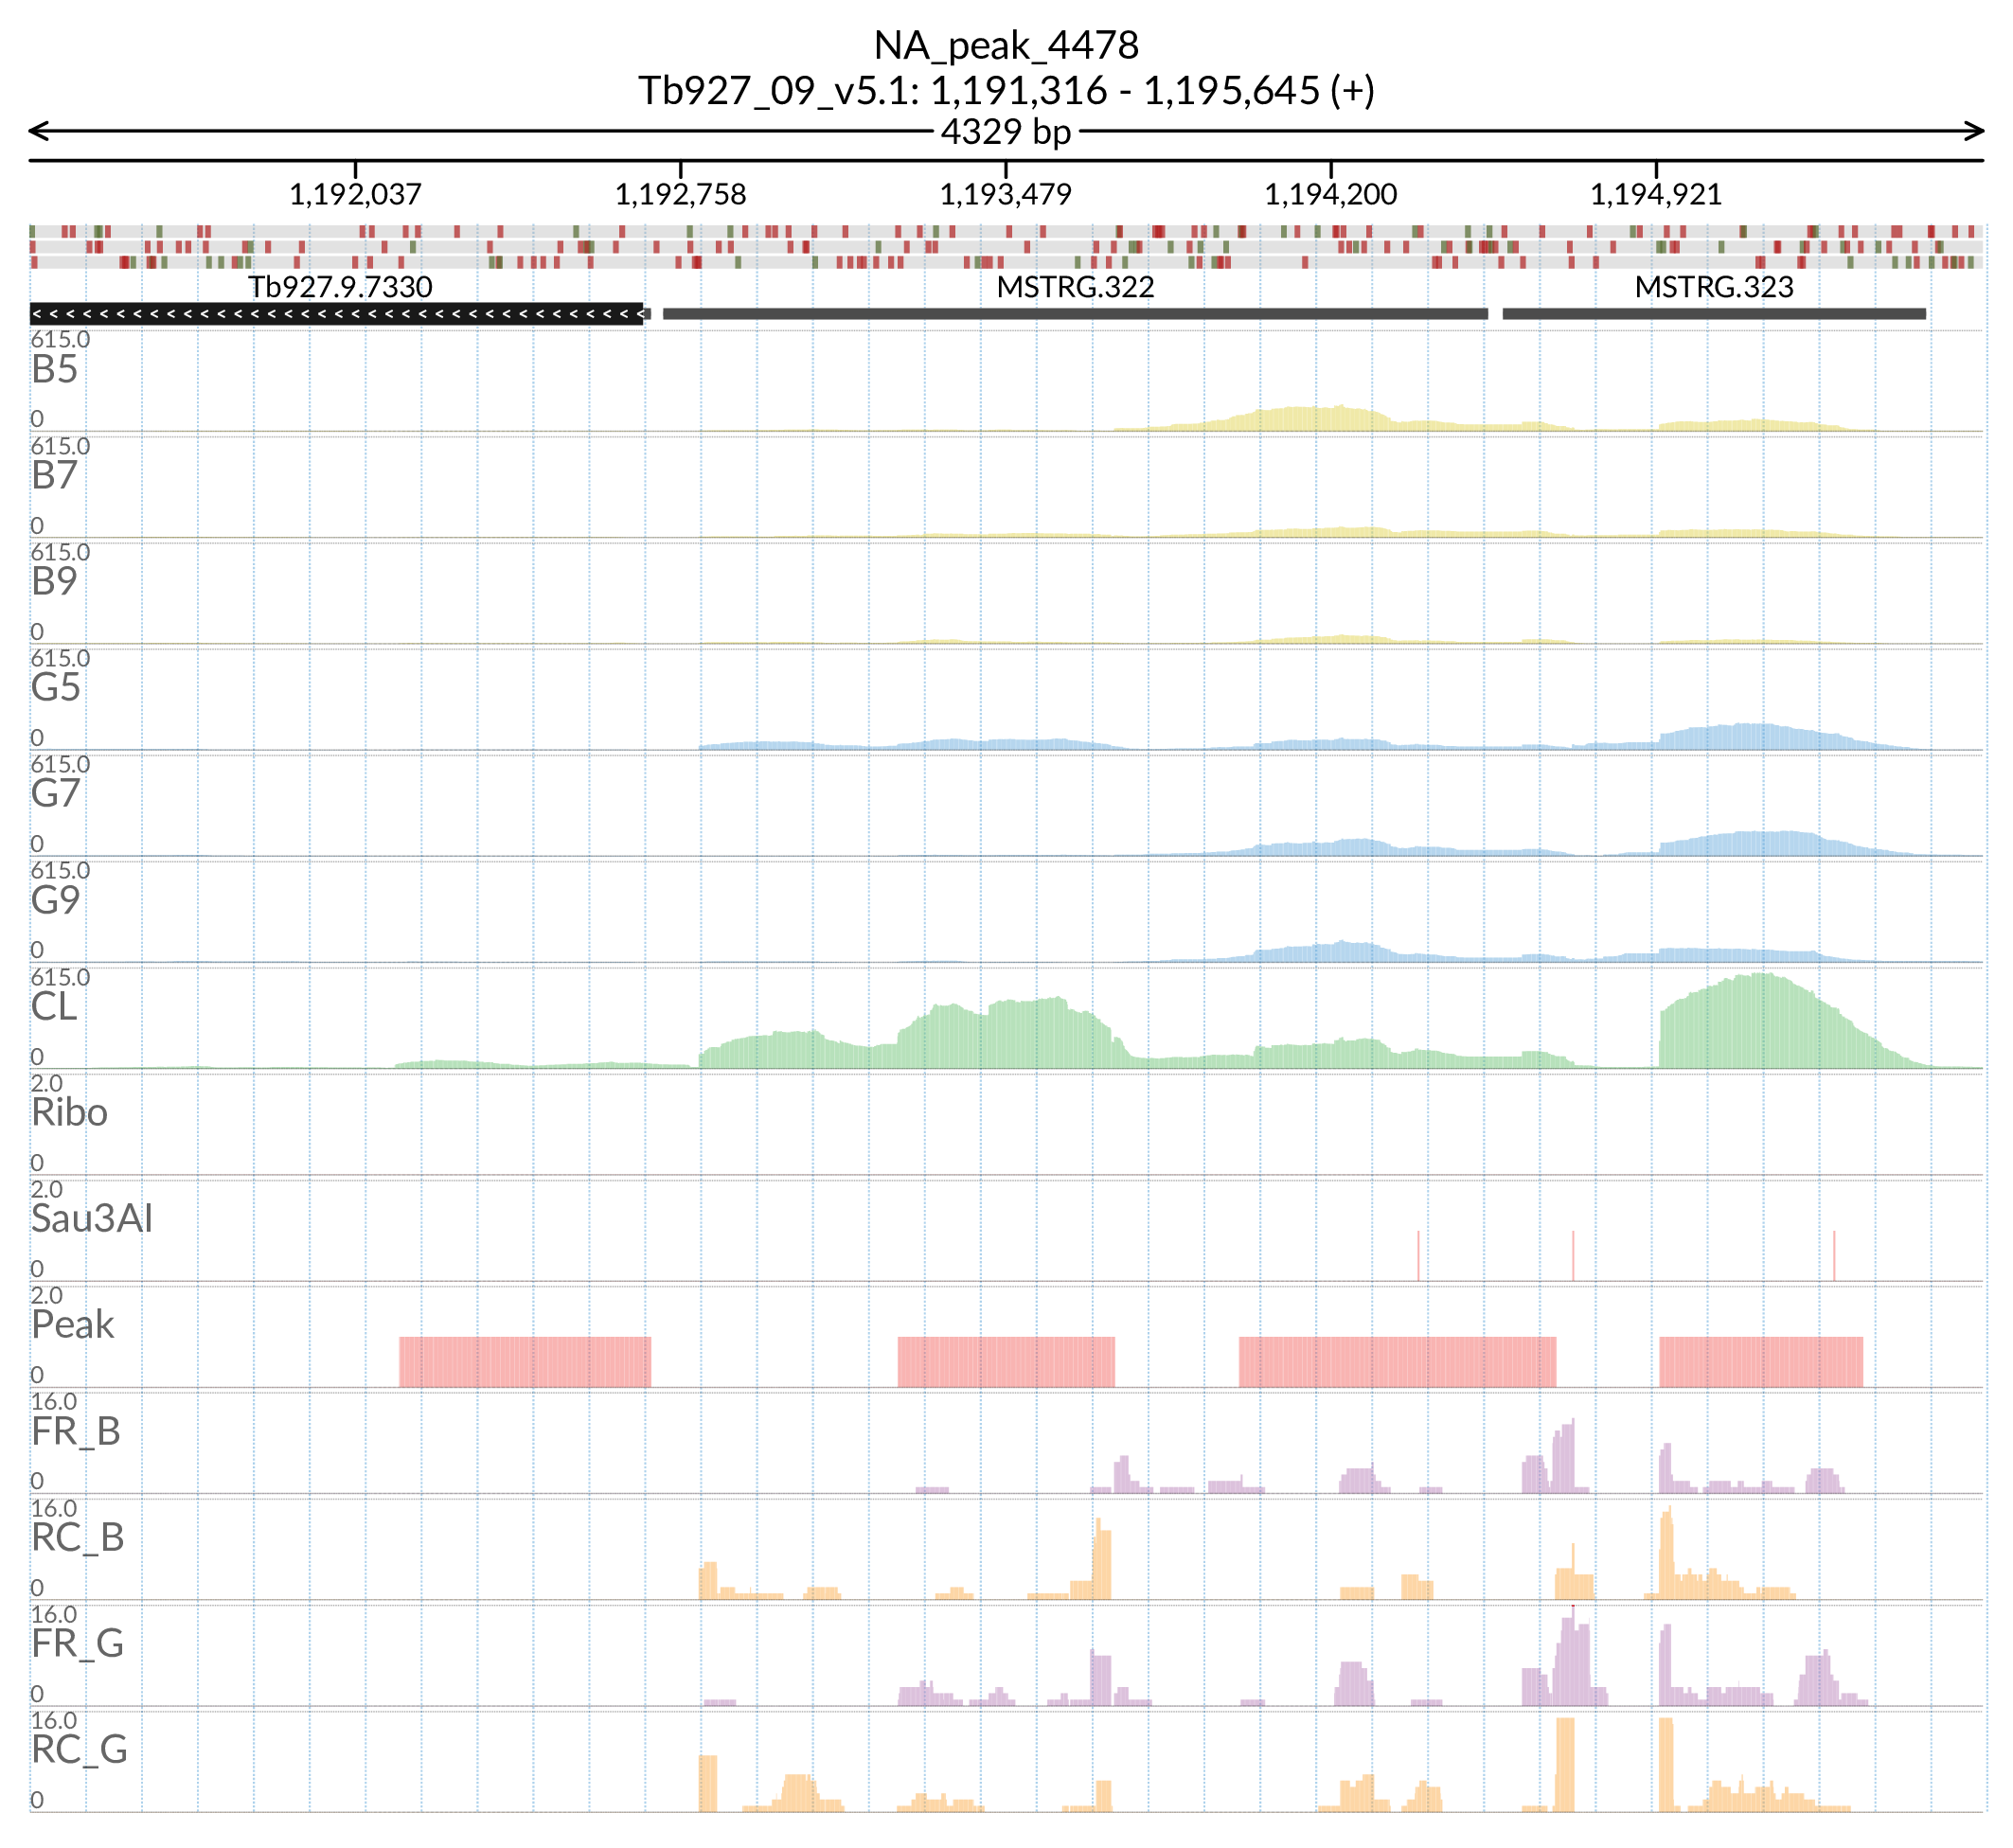 NA_peak_4478
Tb927_09_v5.1: 1,191,316 - 1,195,645 (+)
4329 bp
1,192,037 1,192,758 1,193,479 1,194,200 1,194,921
Tb927.9.7330 MSTRG.322 MSTRG.323
615.0
B5
0
615.0
B7
0
615.0
B9
0
615.0
G5
0
615.0
G7
0
615.0
G9
0
615.0
CL
0
2.0
Ribo
0
2.0
Sau3AI
0
2.0
Peak
0
16.0
FR_B
0
16.0
RC_B
0
16.0
FR_G
0
16.0
RC_G
0